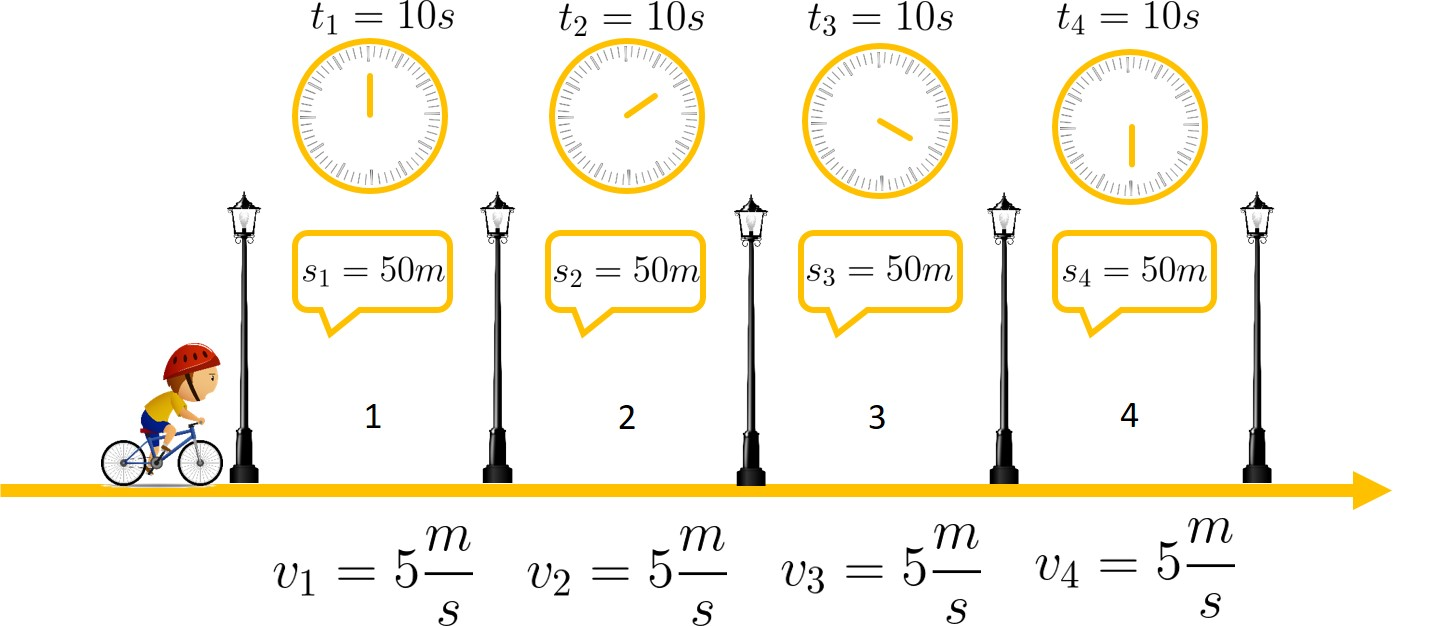 t₁ = 10s t₂ = 10s t₃ = 10s t₄ = 10s
s₁ = 50m s₂ = 50m s₃ = 50m s₄ = 50m
1 2 3 4
v₁ = 5 m/s v₂ = 5 m/s v₃ = 5 m/s v₄ = 5 m/s